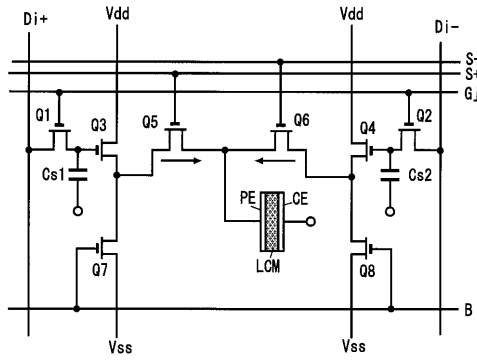 Di+ Vdd Vdd Di-
S-
S+
Gj
Q1 Q3 Q5 Q6 Q4 Q2
Cs1 Cs2
PE CE
LCM
Q7 Q8
B
Vss Vss